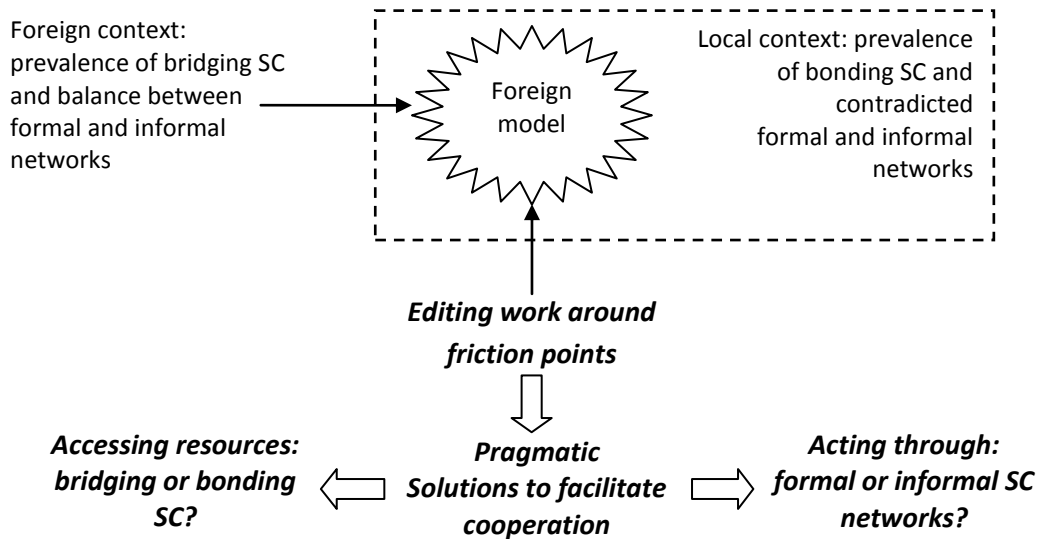 Foreign context:
prevalence of bridging SC
and balance between
formal and informal
networks
Foreign
model
Local context: prevalence
of bonding SC and
contradicted
formal and informal
networks
Editing work around
friction points
Accessing resources:
bridging or bonding
SC?
Pragmatic
Solutions to facilitate
cooperation
Acting through:
formal or informal SC
networks?